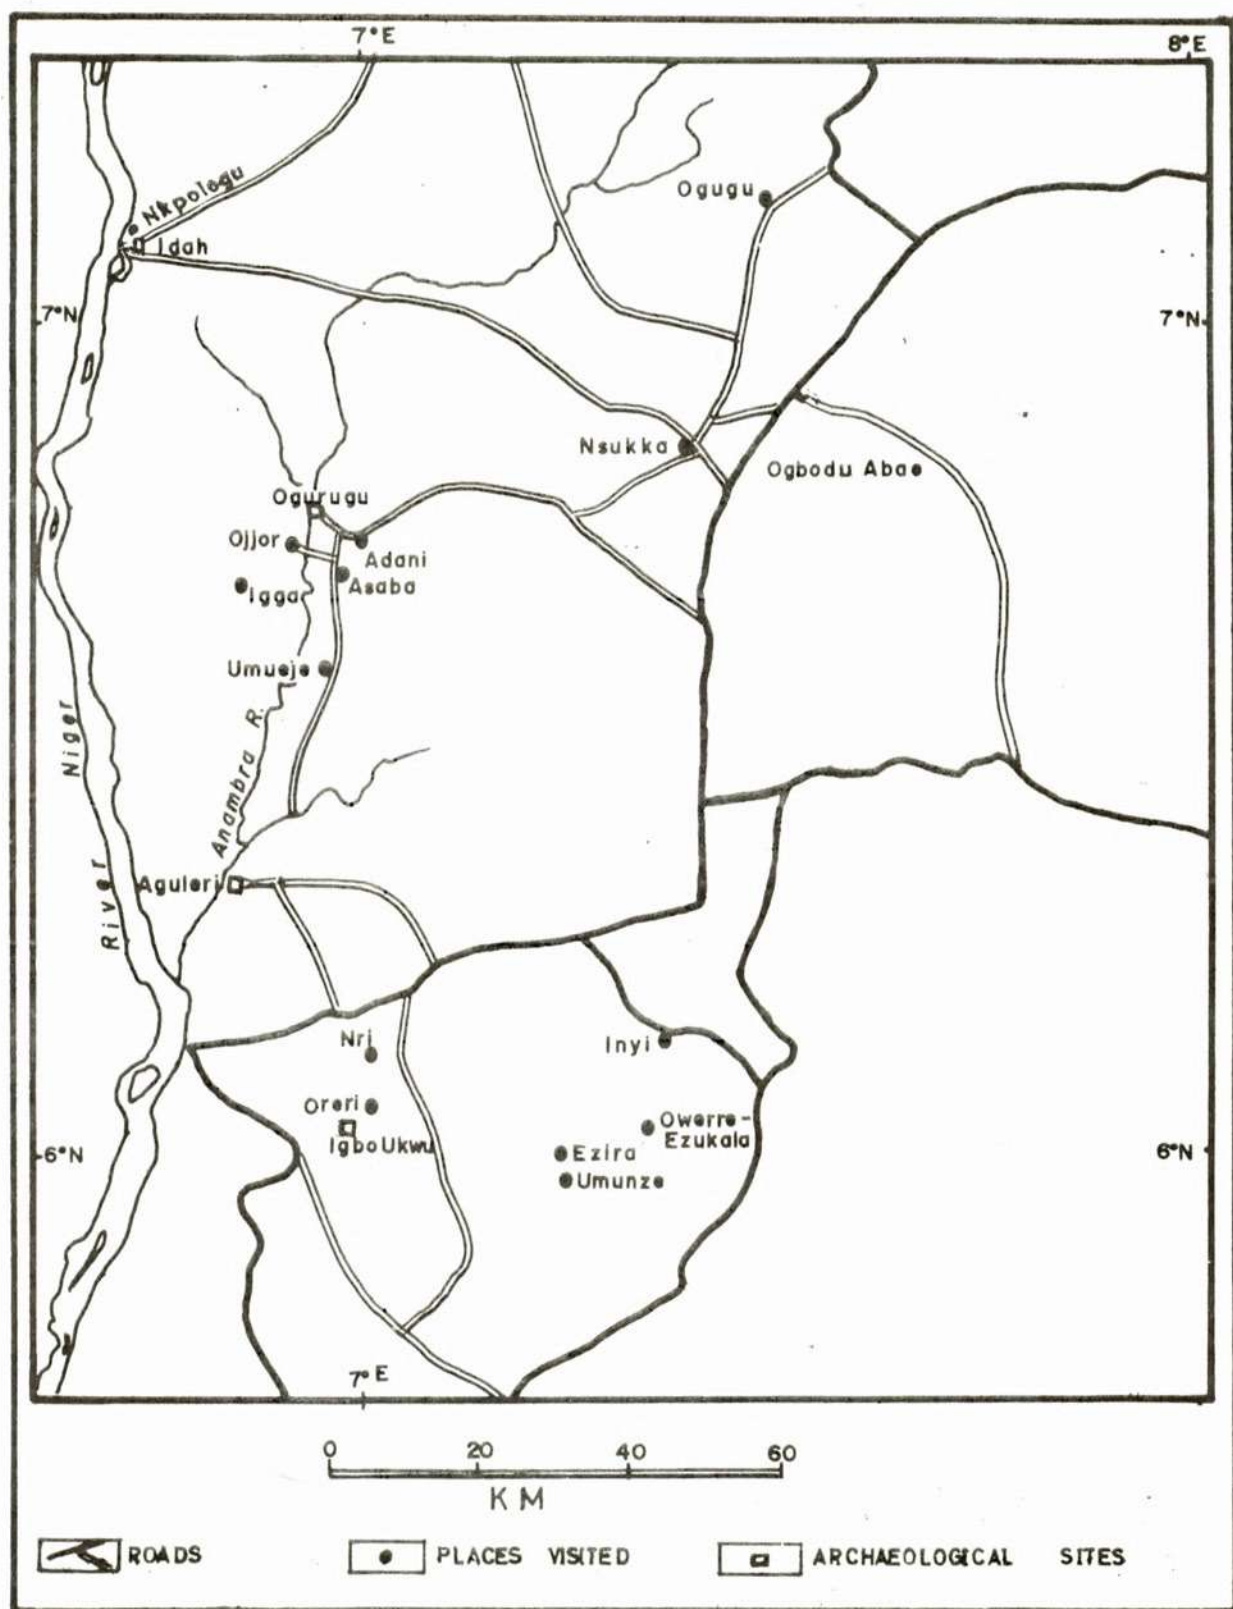 7°E
8°E
Nkpologu
Idah
Ogugu
7°N
7°N
Nsukka
Ogbodu Abae
Ogurugu
Ojjor
Adani
Asaba
Igga
Umueje
Anambra R.
River Niger
Aguleri
Nri
Inyi
Oreri
Igbo Ukwu
Owerre-
Ezukala
Ezira
Umunze
6°N
6°N
7°E
0 20 40 60
KM
ROADS
PLACES VISITED
ARCHAEOLOGICAL SITES